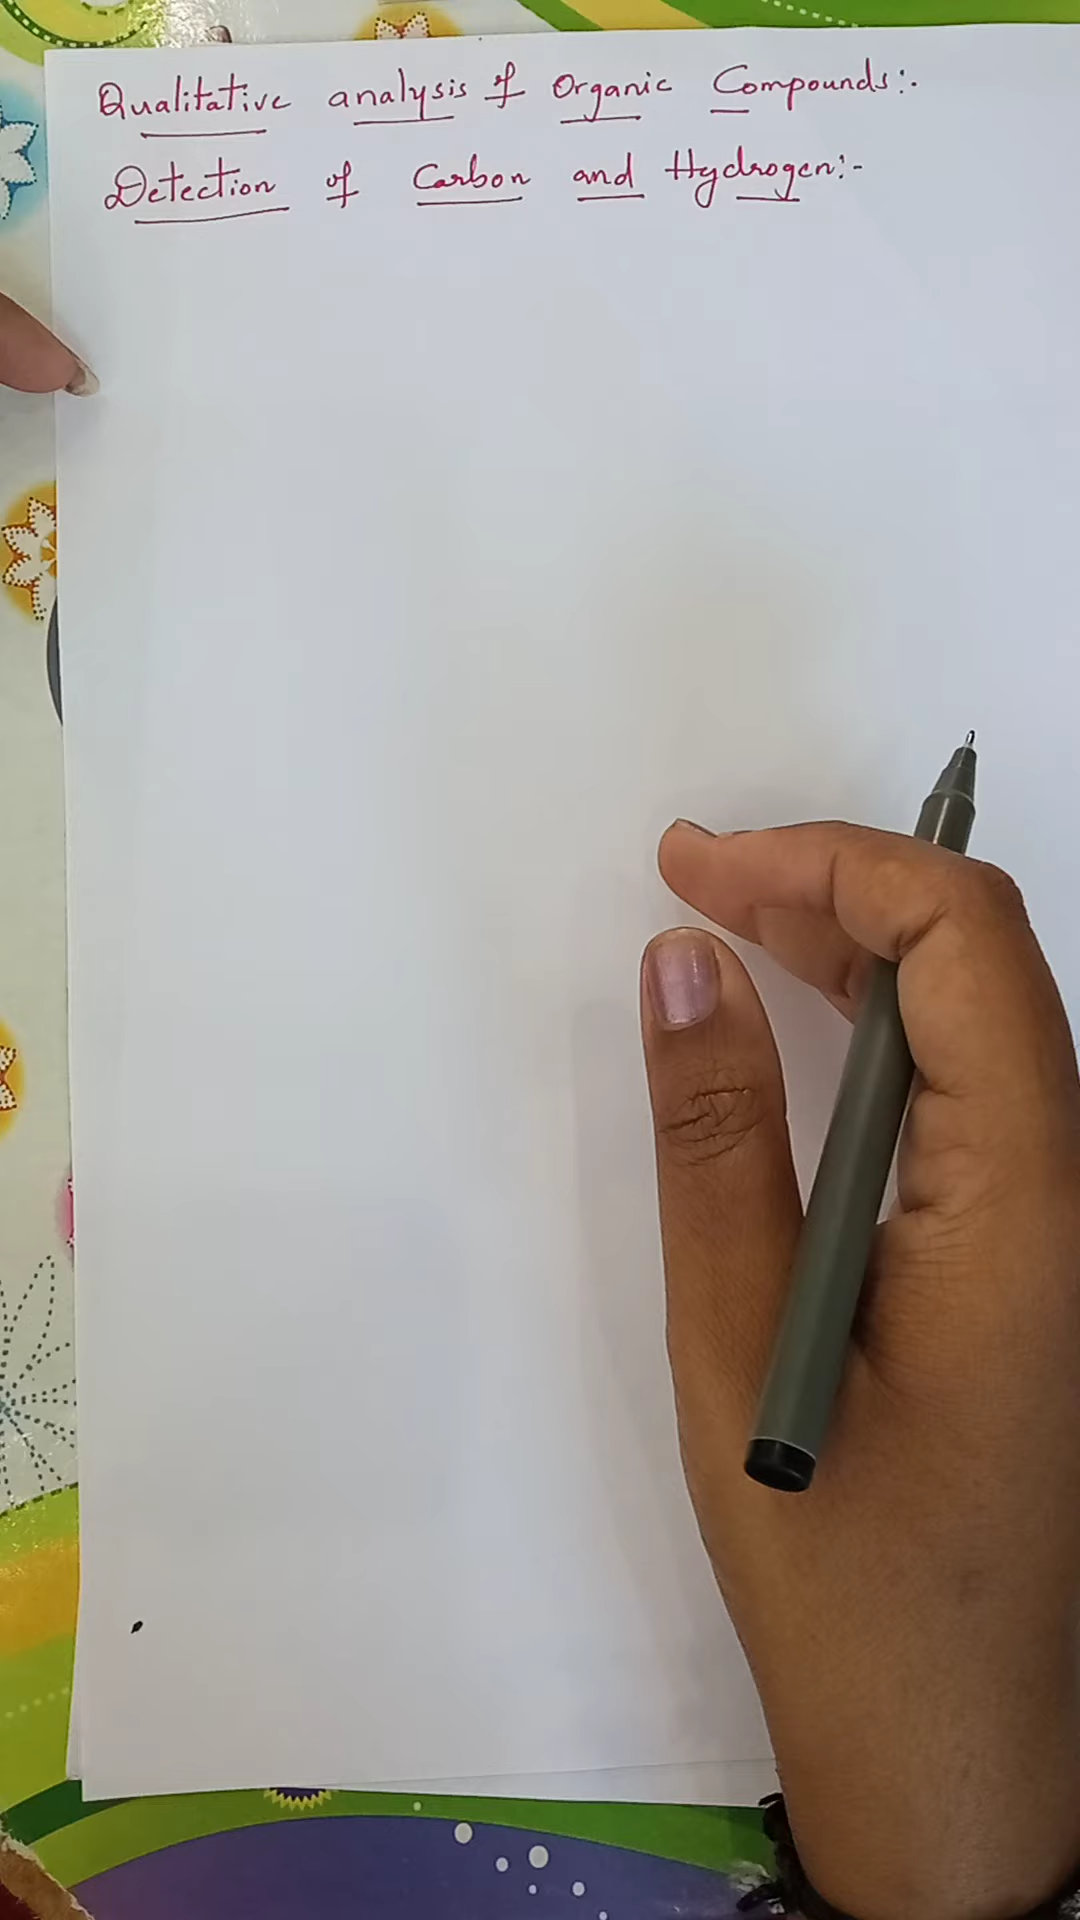 Qualitative analysis of Organic Compounds:-
Detection of Carbon and Hydrogen:-